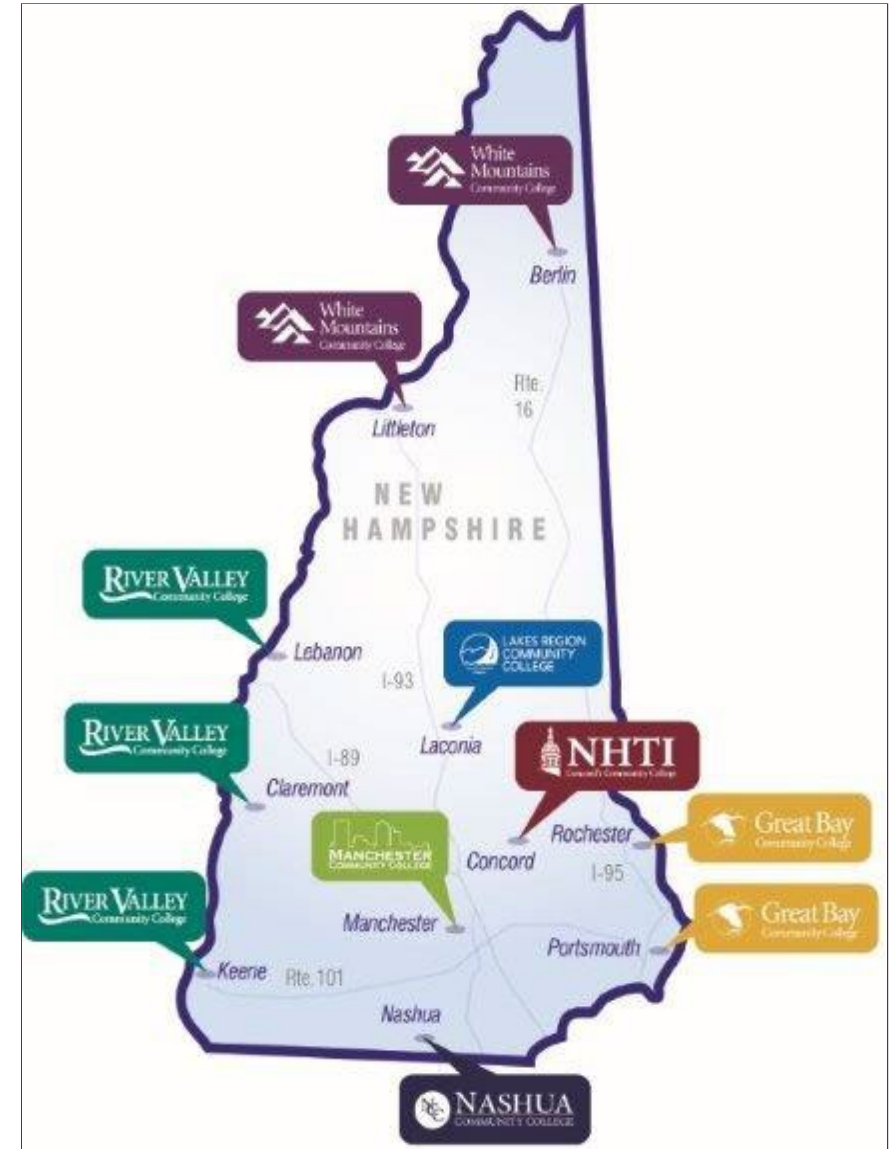 White
Mountains
Community College
Berlin
White
Mountains
Community College
Rte.
16
Littleton
NEW
HAMPSHIRE
RIVER VALLEY
Community College
Lebanon
LAKES REGION
COMMUNITY
COLLEGE
I-93
RIVER VALLEY
Community College
Laconia
NHTI
Concord's Community College
I-89
Claremont
MANCHESTER
COMMUNITY COLLEGE
Rochester
Great Bay
Community College
Concord
I-95
RIVER VALLEY
Community College
Manchester
Great Bay
Community College
Portsmouth
Keene
Rte. 101
Nashua
NCC
NASHUA
COMMUNITY COLLEGE